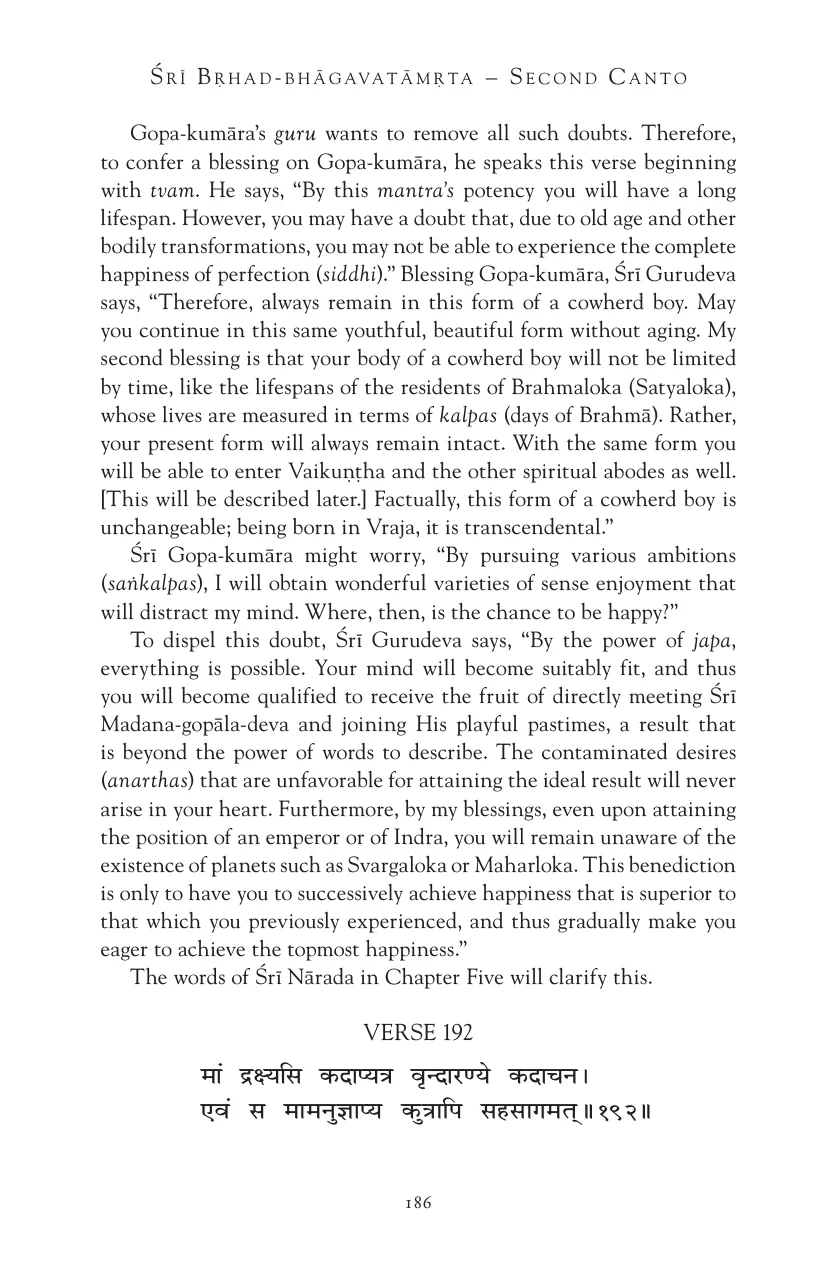 Śrī Bṛhad-bhāgavatāmṛta – Second Canto
Gopa-kumāra’s guru wants to remove all such doubts. Therefore,
to confer a blessing on Gopa-kumāra, he speaks this verse beginning
with tvam. He says, “By this mantra’s potency you will have a long
lifespan. However, you may have a doubt that, due to old age and other
bodily transformations, you may not be able to experience the complete
happiness of perfection (siddhi).” Blessing Gopa-kumāra, Śrī Gurudeva
says, “Therefore, always remain in this form of a cowherd boy. May
you continue in this same youthful, beautiful form without aging. My
second blessing is that your body of a cowherd boy will not be limited
by time, like the lifespans of the residents of Brahmaloka (Satyaloka),
whose lives are measured in terms of kalpas (days of Brahmā). Rather,
your present form will always remain intact. With the same form you
will be able to enter Vaikuṇṭha and the other spiritual abodes as well.
[This will be described later.] Factually, this form of a cowherd boy is
unchangeable; being born in Vraja, it is transcendental.”
Śrī Gopa-kumāra might worry, “By pursuing various ambitions
(saṅkalpas), I will obtain wonderful varieties of sense enjoyment that
will distract my mind. Where, then, is the chance to be happy?”
To dispel this doubt, Śrī Gurudeva says, “By the power of japa,
everything is possible. Your mind will become suitably fit, and thus
you will become qualified to receive the fruit of directly meeting Śrī
Madana-gopāla-deva and joining His playful pastimes, a result that
is beyond the power of words to describe. The contaminated desires
(anarthas) that are unfavorable for attaining the ideal result will never
arise in your heart. Furthermore, by my blessings, even upon attaining
the position of an emperor or of Indra, you will remain unaware of the
existence of planets such as Svargaloka or Maharloka. This benediction
is only to have you to successively achieve happiness that is superior to
that which you previously experienced, and thus gradually make you
eager to achieve the topmost happiness.”
The words of Śrī Nārada in Chapter Five will clarify this.
VERSE 192
मां द्रक्ष्यसि कदाप्यत्र वृन्दारण्ये कदाचन।
एवं स मामनुज्ञाप्य कुत्रापि सहसागमत्॥१९२॥
186